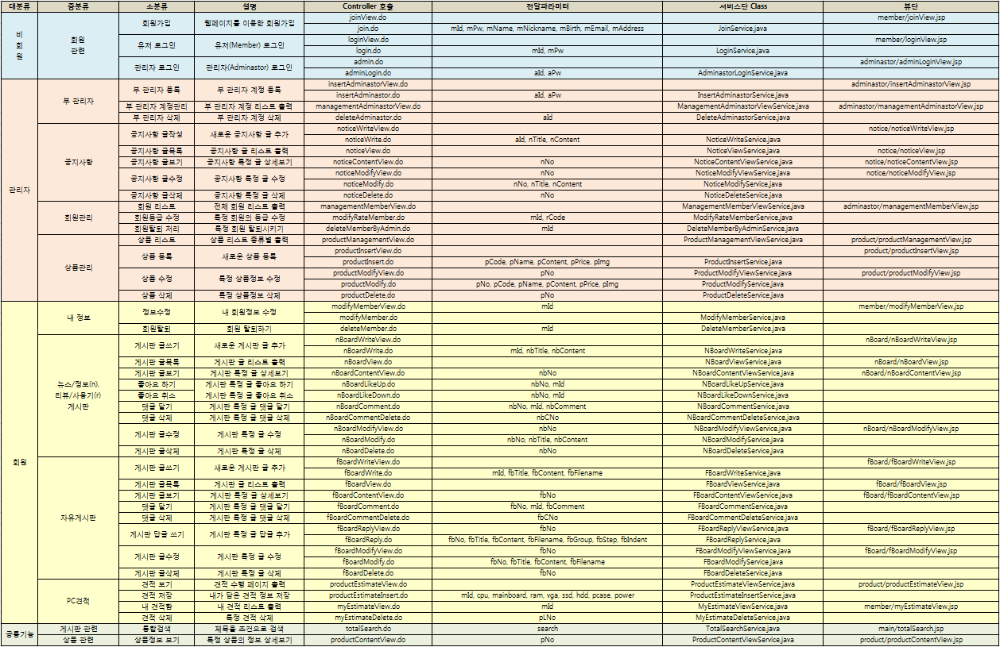 대분류 중분류 소분류 설명 Controller 호출 전달파라미터 서비스단 Class 뷰단
비회원 회원 관련 회원가입 웹페이지를 이용한 회원가입 joinView.do member/joinView.jsp
join.do mId, mPw, mName, mNickname, mBirth, mEmail, mAddress JoinService.java
유저 로그인 유저(Member) 로그인 loginView.do member/loginView.jsp
login.do mId, mPw LoginService.java
관리자 로그인 관리자(Adminastor) 로그인 admin.do adminastor/adminLoginView.jsp
adminLogin.do aId, aPw AdminastorLoginService.java
관리자 부 관리자 부 관리자 등록 부 관리자 계정 등록 insertAdminastorView.do adminastor/insertAdminastorView.jsp
insertAdminastor.do aId, aPw InsertAdminastorService.java
부 관리자 계정관리 부 관리자 계정 리스트 출력 managementAdminastorView.do ManagementAdminastorViewService.java adminastor/managementAdminastorView.jsp
부 관리자 삭제 부 관리자 계정 삭제 deleteAdminastor.do aId DeleteAdminastorService.java
공지사항 공지사항 글작성 새로운 공지사항 글 추가 noticeWriteView.do notice/noticeWriteView.jsp
noticeWrite.do aId, nTitle, nContent NoticeWriteService.java
공지사항 글목록 공지사항 글 리스트 출력 noticeView.do NoticeViewService.java notice/noticeView.jsp
공지사항 글보기 공지사항 특정 글 상세보기 noticeContentView.do nNo NoticeContentViewService.java notice/noticeContentView.jsp
공지사항 글수정 공지사항 특정 글 수정 noticeModifyView.do nNo NoticeModifyViewService.java notice/noticeModifyView.jsp
noticeModify.do nNo, nTitle, nContent NoticeModifyService.java
공지사항 글삭제 공지사항 특정 글 삭제 noticeDelete.do nNo NoticeDeleteService.java
회원관리 회원 리스트 전체 회원 리스트 출력 managementMemberView.do ManagementMemberViewService.java adminastor/managementMemberView.jsp
회원등급 수정 특정 회원의 등급 수정 modifyRateMember.do mId, rCode ModifyRateMemberService.java
회원탈퇴 처리 특정 회원 탈퇴시키기 deleteMemberByAdmin.do mId DeleteMemberByAdminService.java
상품관리 상품 리스트 상품 리스트 종류별 출력 productManagementView.do ProductManagementViewService.java product/productManagementView.jsp
상품 등록 새로운 상품 등록 productInsertView.do product/productInsertView.jsp
productInsert.do pCode, pName, pContent, pPrice, pImg ProductInsertService.java
상품 수정 특정 상품정보 수정 productModifyView.do pNo ProductModifyViewService.java product/productModifyView.jsp
productModify.do pNo, pCode, pName, pContent, pPrice, pImg ProductModifyService.java
상품 삭제 특정 상품정보 삭제 productDelete.do pNo ProductDeleteService.java
회원 내 정보 정보수정 내 회원정보 수정 modifyMemberView.do mId member/modifyMemberView.jsp
modifyMember.do ModifyMemberService.java
회원탈퇴 회원 탈퇴하기 deleteMember.do mId DeleteMemberService.java
뉴스/정보(n), 리뷰/사용기(r) 게시판 게시판 글쓰기 새로운 게시판 글 추가 nBoardWriteView.do nBoard/nBoardWriteView.jsp
nBoardWrite.do mId, nbTitle, nbContent NBoardWriteService.java
게시판 글목록 게시판 글 리스트 출력 nBoardView.do NBoardViewService.java nBoard/nBoardView.jsp
게시판 글보기 게시판 특정 글 상세보기 nBoardContentView.do nbNo NBoardContentViewService.java nBoard/nBoardContentView.jsp
좋아요 하기 게시판 특정 글 좋아요 하기 nBoardLikeUp.do nbNo, mId NBoardLikeUpService.java
좋아요 취소 게시판 특정 글 좋아요 취소 nBoardLikeDown.do nbNo, mId NBoardLikeDownService.java
댓글 달기 게시판 특정 글 댓글 달기 nBoardComment.do nbNo, mId, nbComment NBoardCommentService.java
댓글 삭제 게시판 특정 글 댓글 삭제 nBoardCommentDelete.do nbCNo NBoardCommentDeleteService.java
게시판 글수정 게시판 특정 글 수정 nBoardModifyView.do nbNo NBoardModifyViewService.java nBoard/nBoardModifyView.jsp
nBoardModify.do nbNo, nbTitle, nbContent NBoardModifyService.java
게시판 글삭제 게시판 특정 글 삭제 nBoardDelete.do nbNo NBoardDeleteService.java
자유게시판 게시판 글쓰기 새로운 게시판 글 추가 fBoardWriteView.do fBoard/fBoardWriteView.jsp
fBoardWrite.do mId, fbTitle, fbContent, fbFilename FBoardWriteService.java
게시판 글목록 게시판 글 리스트 출력 fBoardView.do FBoardViewService.java fBoard/fBoardView.jsp
게시판 글보기 게시판 특정 글 상세보기 fBoardContentView.do fbNo FBoardContentViewService.java fBoard/fBoardContentView.jsp
댓글 달기 게시판 특정 글 댓글 달기 fBoardComment.do fbNo, mId, fbComment FBoardCommentService.java
댓글 삭제 게시판 특정 글 댓글 삭제 fBoardCommentDelete.do fbCNo FBoardCommentDeleteService.java
게시판 답글 쓰기 게시판 특정 글 답글 추가 fBoardReplyView.do fbNo FBoardReplyViewService.java fBoard/fBoardReplyView.jsp
fBoardReply.do fbNo, fbTitle, fbContent, fbFilename, fbGroup, fbStep, fbIndent FBoardReplyService.java
게시판 글수정 게시판 특정 글 수정 fBoardModifyView.do fbNo FBoardModifyViewService.java fBoard/fBoardModifyView.jsp
fBoardModify.do fbNo, fbTitle, fbContent, fbFilename FBoardModifyService.java
게시판 글삭제 게시판 특정 글 삭제 fBoardDelete.do fbNo FBoardDeleteService.java
PC견적 견적 보기 견적 수행 페이지 출력 productEstimateView.do ProductEstimateViewService.java product/productEstimateView.jsp
견적 저장 내가 담은 견적 정보 저장 productEstimateInsert.do mId, cpu, mainboard, ram, vga, ssd, hdd, pcase, power ProductEstimateInsertService.java
내 견적함 내 견적 리스트 출력 myEstimateView.do mId MyEstimateViewService.java member/myEstimateView.jsp
견적 삭제 특정 견적 삭제 myEstimateDelete.do pLNo MyEstimateDeleteService.java
공통기능 게시판 관련 통합검색 제목을 조건으로 검색 totalSearch.do search TotalSearchService.java main/totalSearch.jsp
상품 관련 상품정보 보기 특정 상품의 정보 상세보기 productContentView.do pNo ProductContentViewService.java product/productContentView.jsp